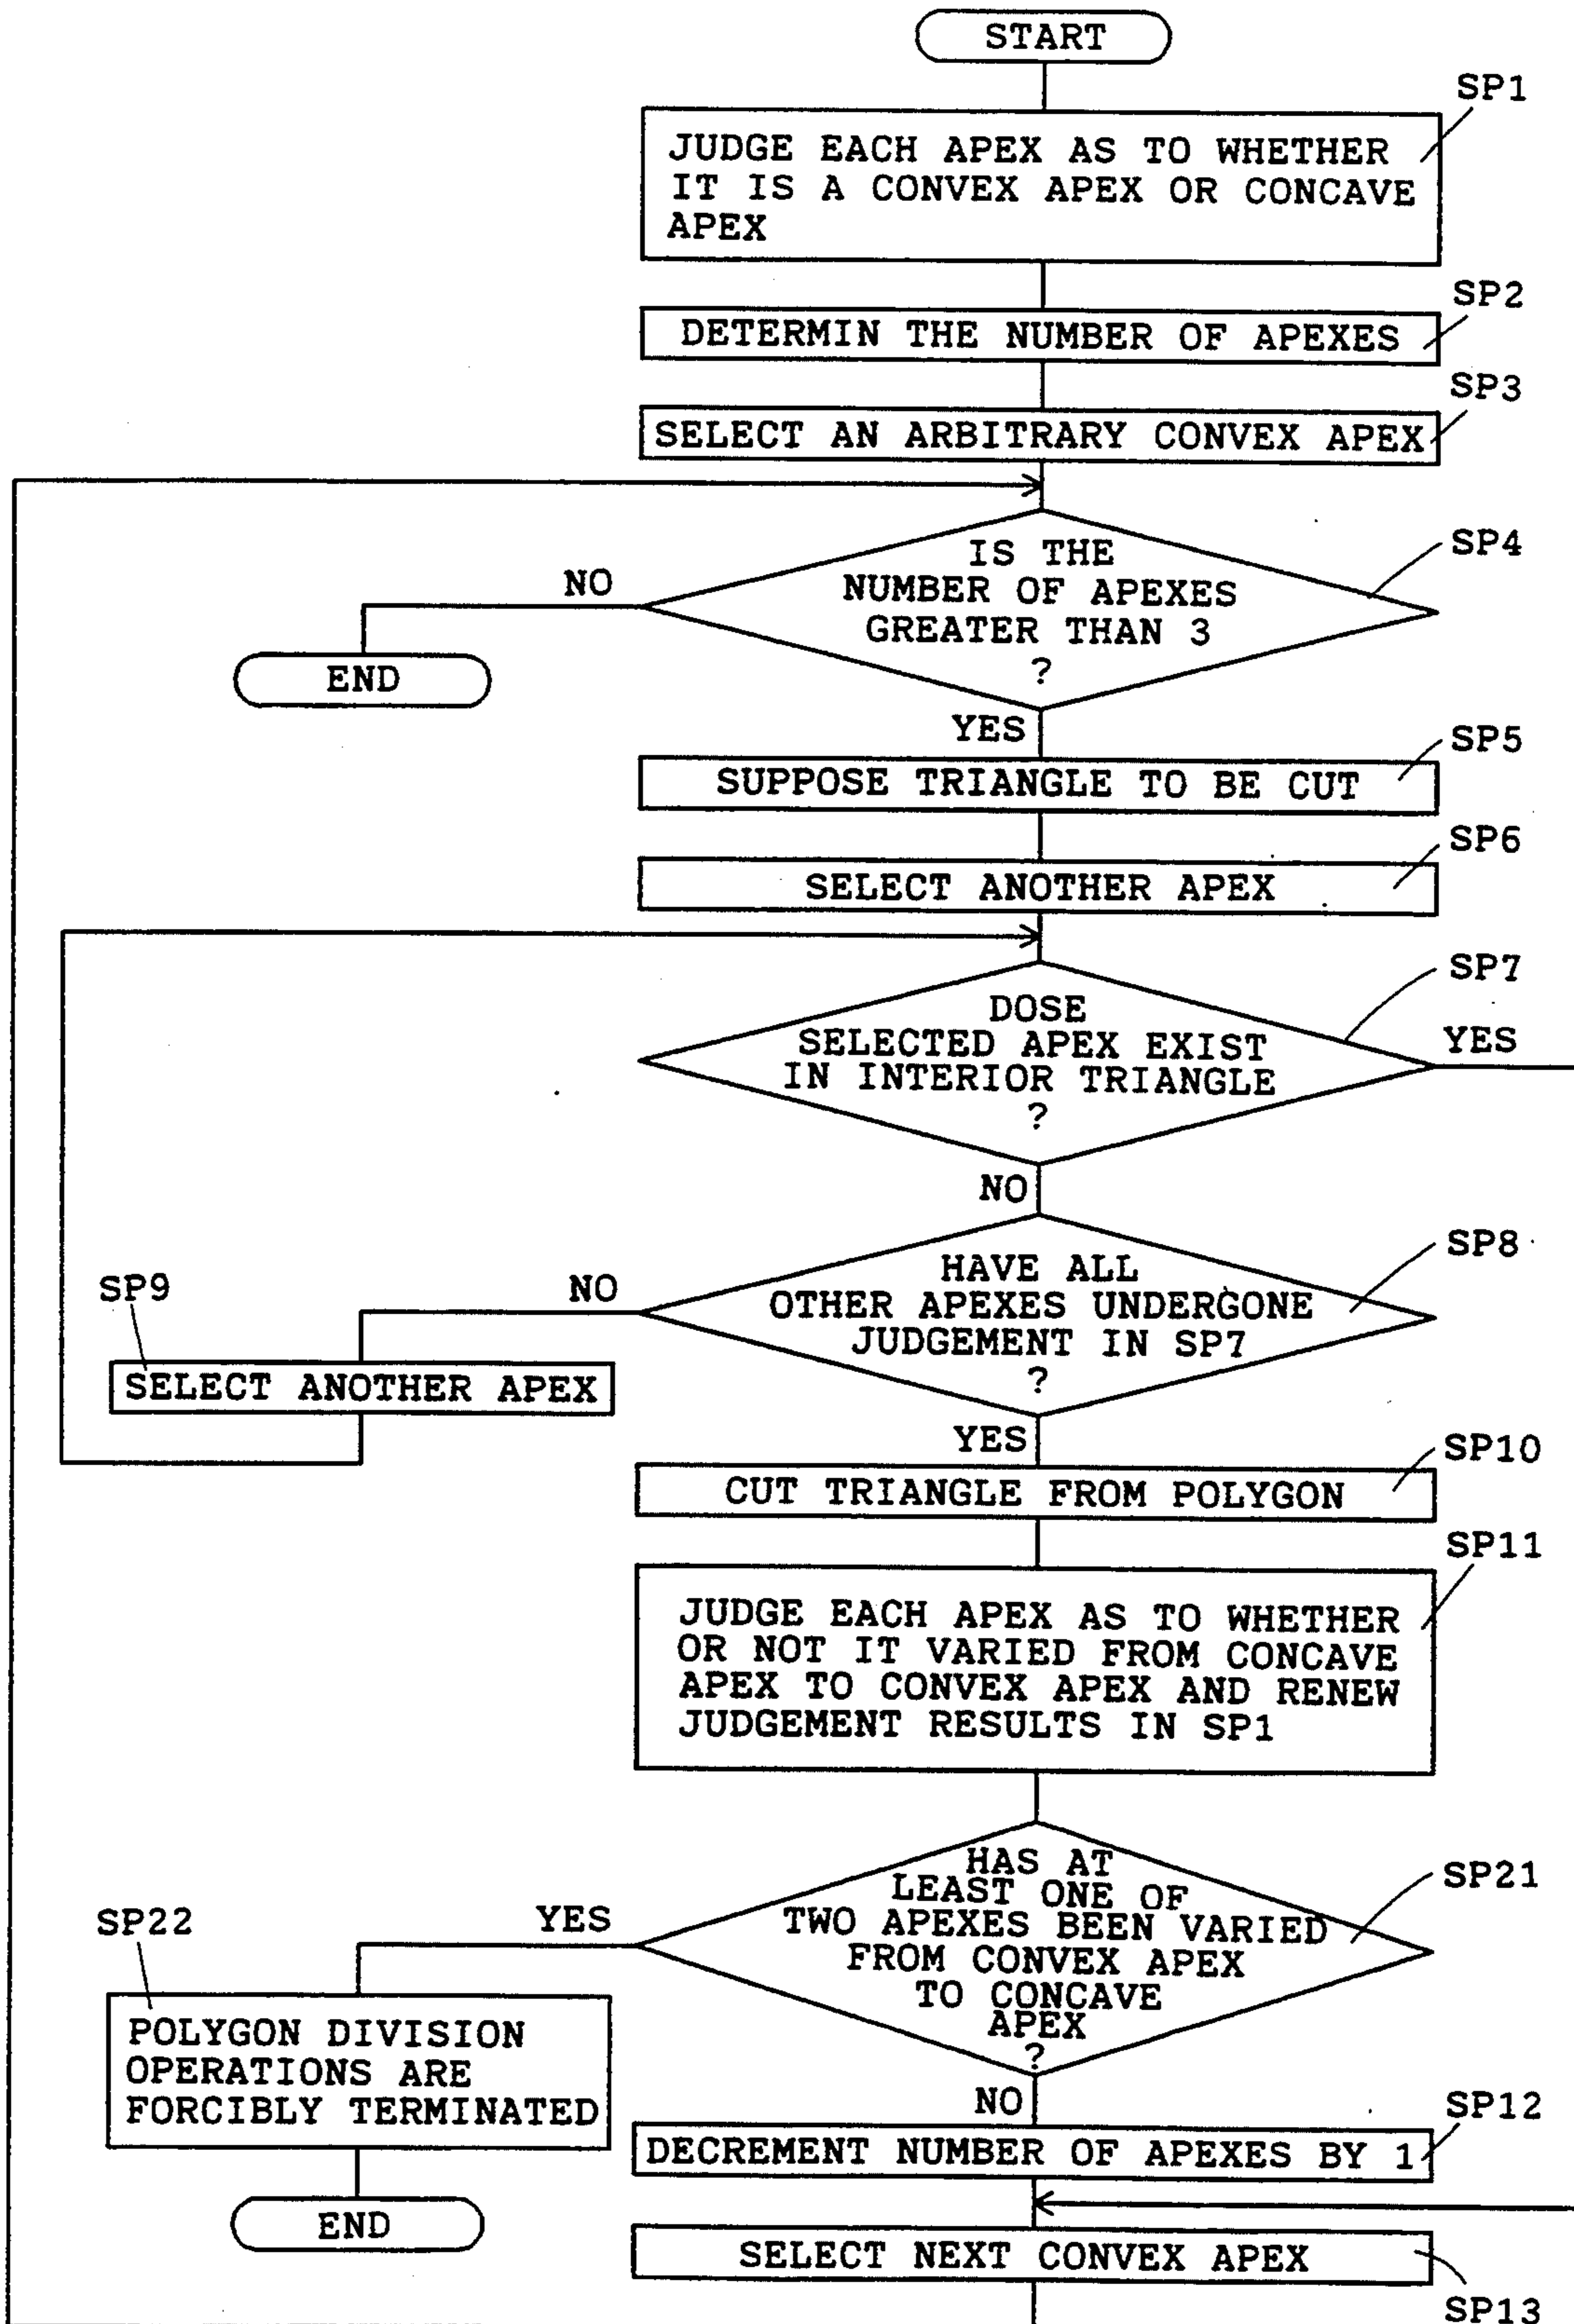 START
SP1
JUDGE EACH APEX AS TO WHETHER
IT IS A CONVEX APEX OR CONCAVE
APEX
SP2
DETERMIN THE NUMBER OF APEXES
SP3
SELECT AN ARBITRARY CONVEX APEX
SP4
IS THE
NUMBER OF APEXES
GREATER THAN 3
?
NO
END
YES
SP5
SUPPOSE TRIANGLE TO BE CUT
SP6
SELECT ANOTHER APEX
SP7
DOSE
SELECTED APEX EXIST
IN INTERIOR TRIANGLE
?
YES
NO
SP8
HAVE ALL
OTHER APEXES UNDERGONE
JUDGEMENT IN SP7
?
NO
SP9
SELECT ANOTHER APEX
YES
SP10
CUT TRIANGLE FROM POLYGON
SP11
JUDGE EACH APEX AS TO WHETHER
OR NOT IT VARIED FROM CONCAVE
APEX TO CONVEX APEX AND RENEW
JUDGEMENT RESULTS IN SP1
SP21
HAS AT
LEAST ONE OF
TWO APEXES BEEN VARIED
FROM CONVEX APEX
TO CONCAVE
APEX
?
YES
SP22
POLYGON DIVISION
OPERATIONS ARE
FORCIBLY TERMINATED
END
NO
SP12
DECREMENT NUMBER OF APEXES BY 1
SELECT NEXT CONVEX APEX
SP13